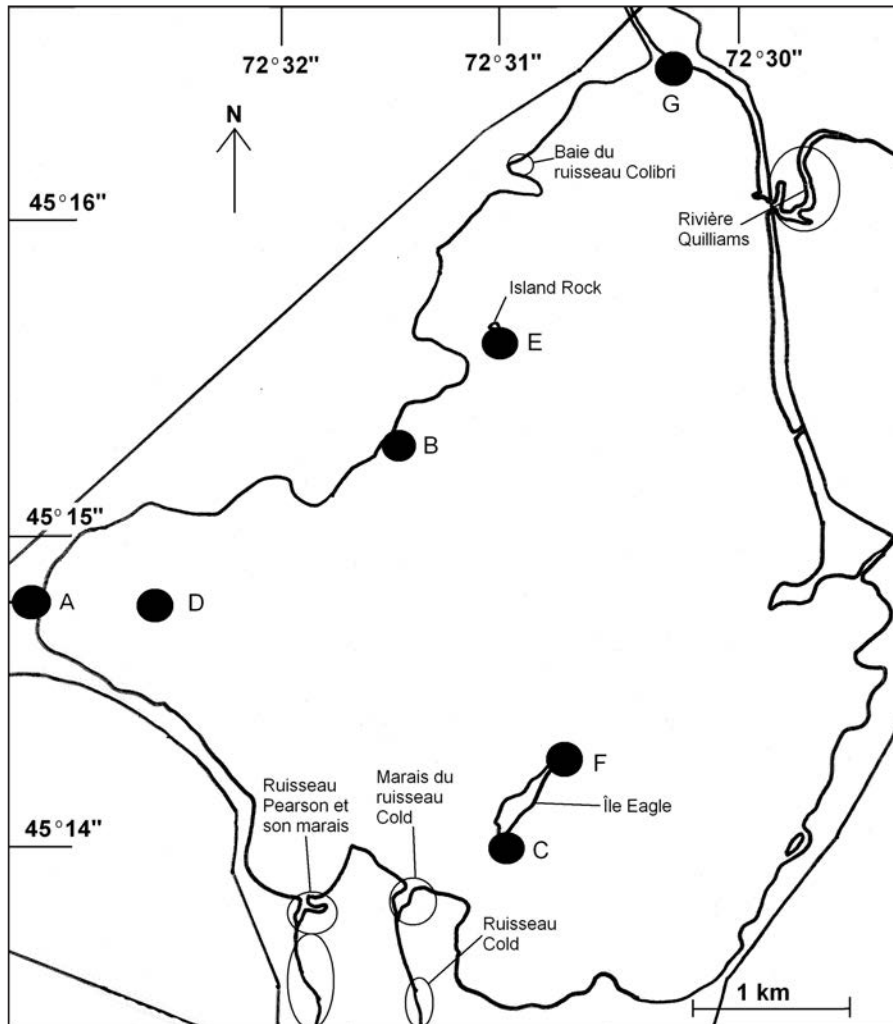 72°32" 72°31" 72°30"
G
N
Baie du
ruisseau Colibri
45°16"
Rivière
Quilliams
Island Rock
E
B
45°15"
A
D
F
Ruisseau
Pearson et
son marais
Marais du
ruisseau
Cold
Île Eagle
45°14"
C
Ruisseau
Cold
1 km